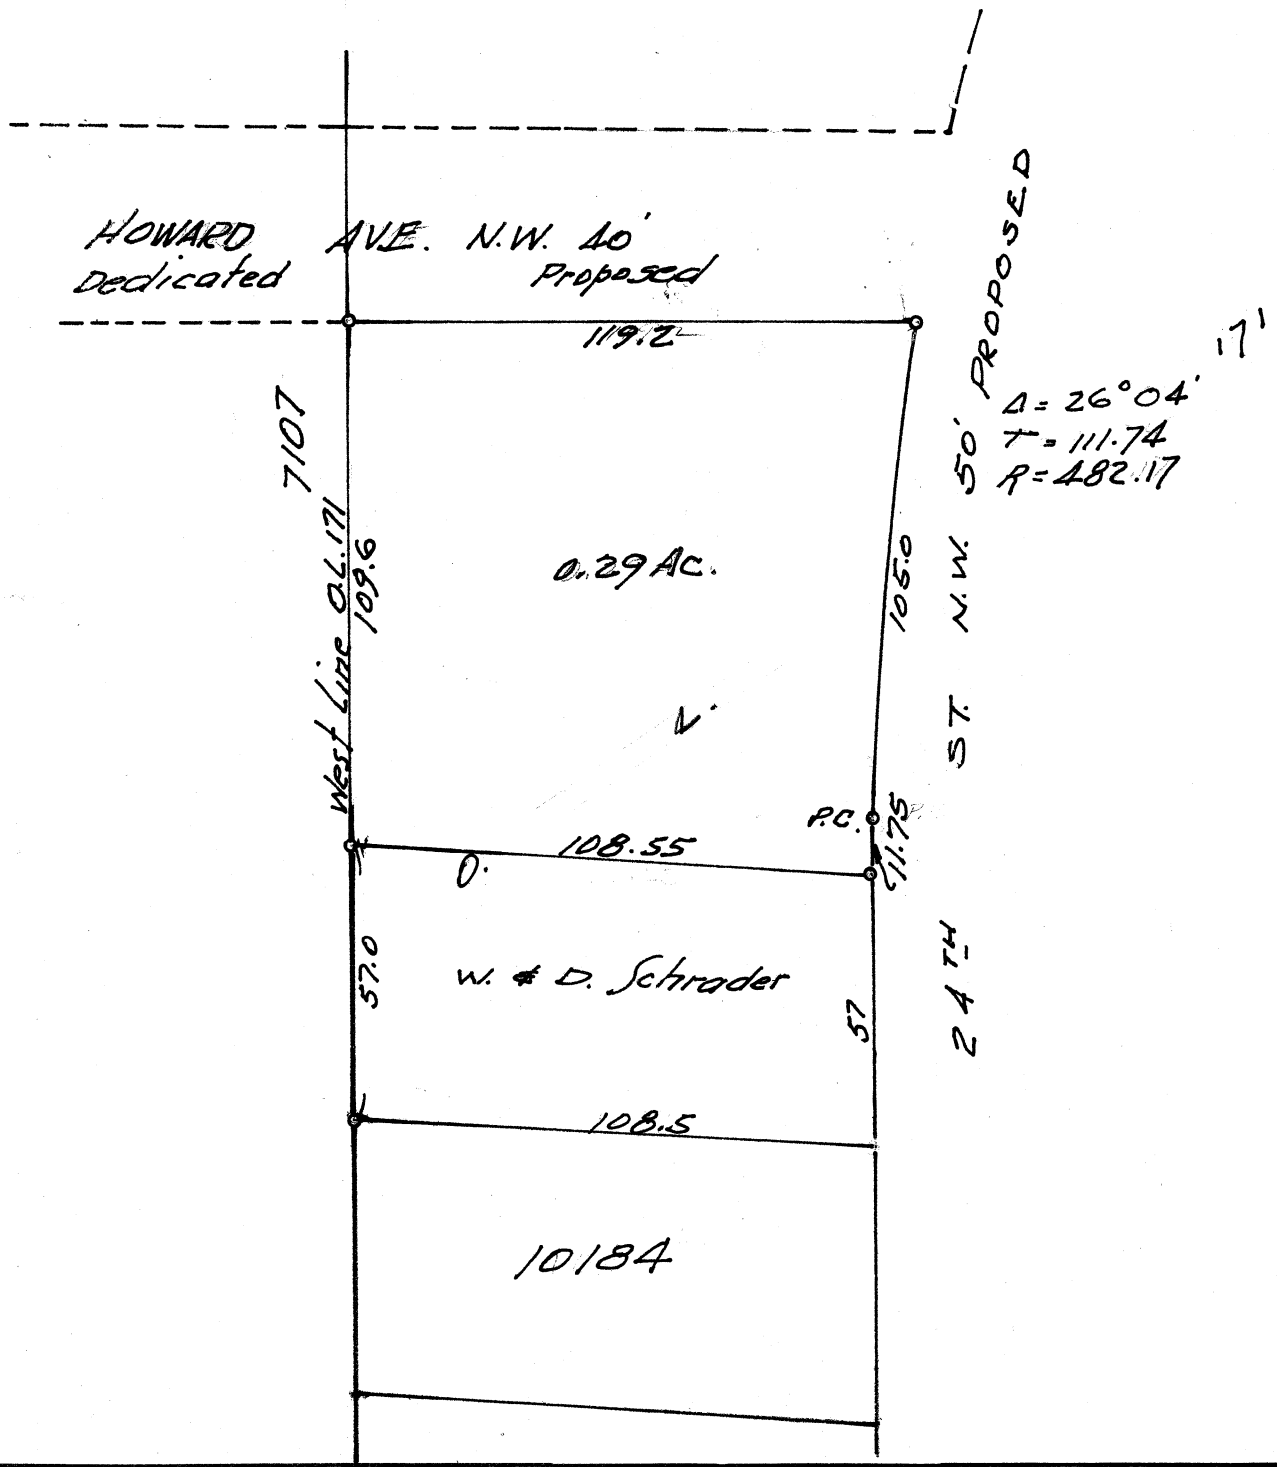 HOWARD AVE. N.W. 40'
Dedicated Proposed
119.2
17'
Δ = 26°04'
T = 111.74
R = 482.17
7107
West Line O.L. 171
109.6
0.29 Ac.
105.0
24TH ST. N.W. 50' PROPOSED
P.C.
11.75
108.55
O.
57.0
W. & D. Schrader
57
108.5
10184